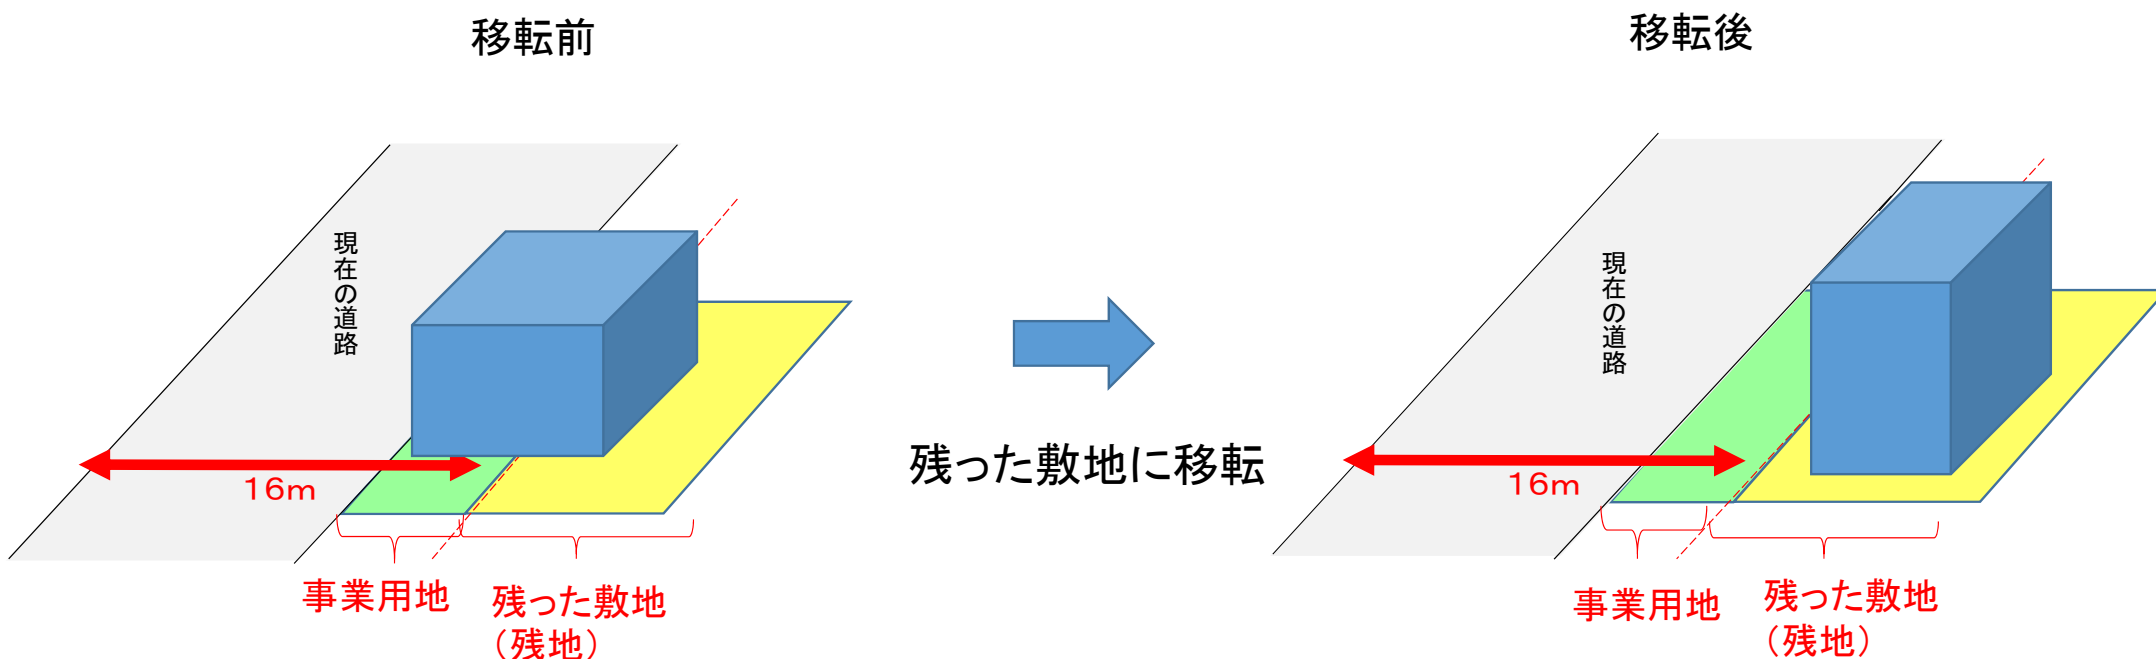 移転前
移転後
現在の道路
現在の道路
16m
16m
残った敷地に移転
事業用地
残った敷地
(残地)
事業用地
残った敷地
(残地)